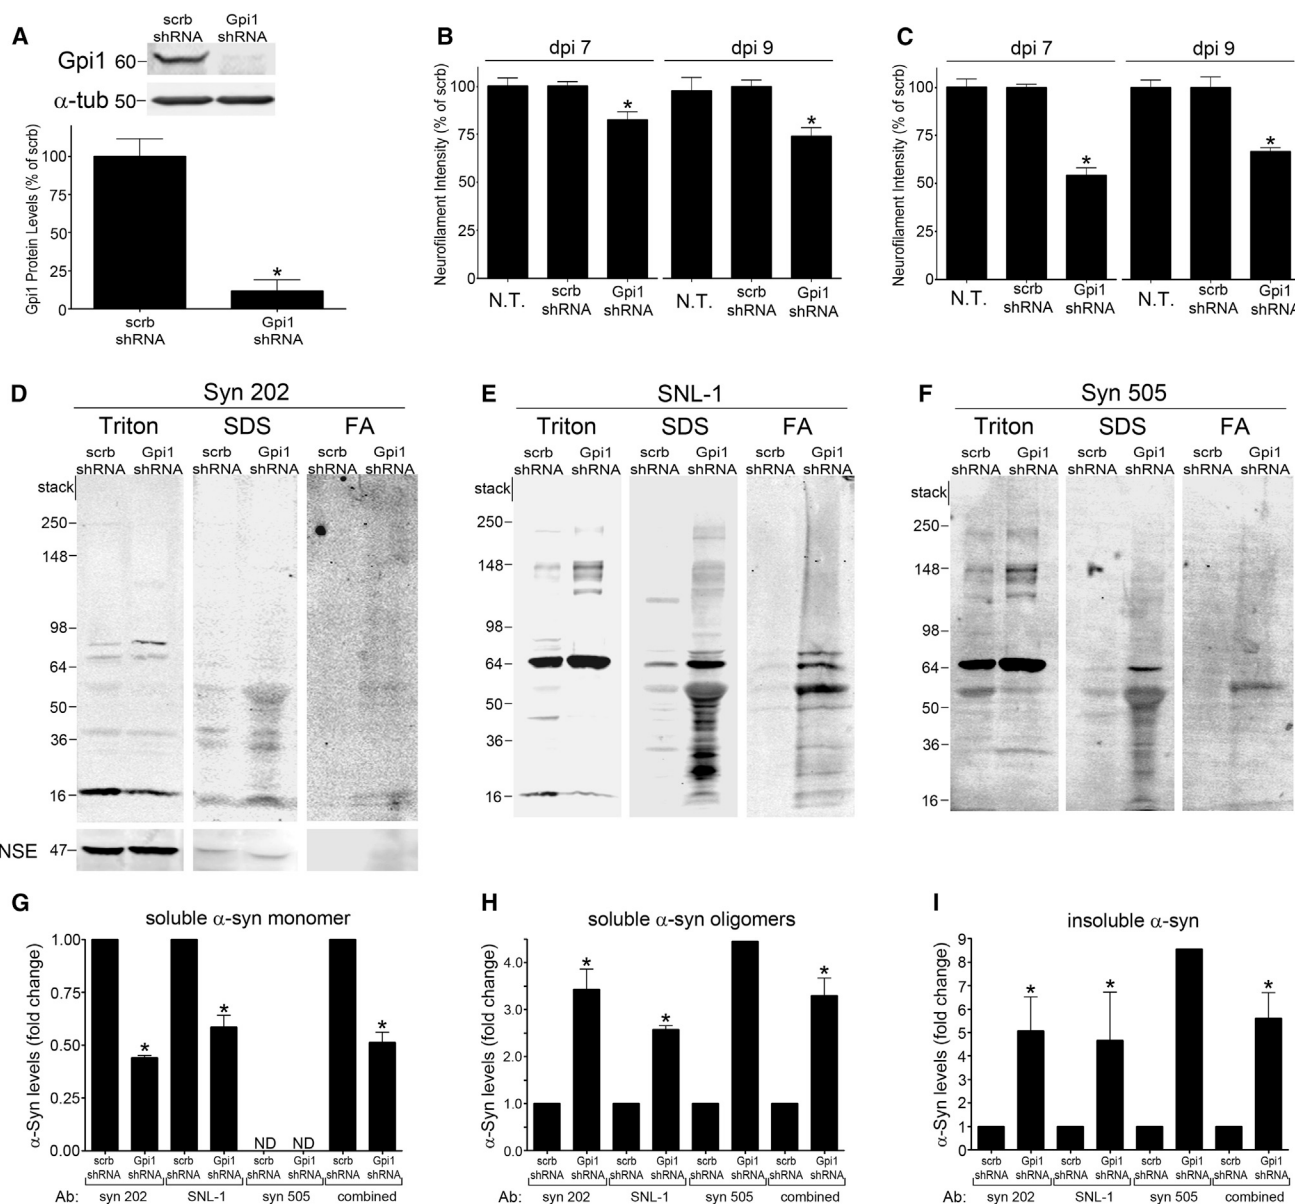 A
scrb shRNA
Gpi1 shRNA
Gpi1 60
α-tub 50
Gpi1 Protein Levels (% of scrb)
100
75
50
25
0
*
scrb shRNA
Gpi1 shRNA
B
dpi 7
dpi 9
Neurofilament Intensity (% of scrb)
100
75
50
25
0
*
*
N.T.
scrb shRNA
Gpi1 shRNA
N.T.
scrb shRNA
Gpi1 shRNA
C
dpi 7
dpi 9
Neurofilament Intensity (% of scrb)
100
75
50
25
0
*
*
N.T.
scrb shRNA
Gpi1 shRNA
N.T.
scrb shRNA
Gpi1 shRNA
D
Syn 202
Triton SDS FA
scrb shRNA
Gpi1 shRNA
scrb shRNA
Gpi1 shRNA
scrb shRNA
Gpi1 shRNA
stack
250
148
98
64
50
36
16
NSE 47
E
SNL-1
Triton SDS FA
scrb shRNA
Gpi1 shRNA
scrb shRNA
Gpi1 shRNA
scrb shRNA
Gpi1 shRNA
stack
250
148
98
64
50
36
16
F
Syn 505
Triton SDS FA
scrb shRNA
Gpi1 shRNA
scrb shRNA
Gpi1 shRNA
scrb shRNA
Gpi1 shRNA
stack
250
148
98
64
50
36
16
G
soluble α-syn monomer
α-Syn levels (fold change)
1.00
0.75
0.50
0.25
0.00
*
*
ND
ND
*
scrb shRNA
Gpi1 shRNA
scrb shRNA
Gpi1 shRNA
scrb shRNA
Gpi1 shRNA
scrb shRNA
Gpi1 shRNA
Ab: syn 202 SNL-1 syn 505 combined
H
soluble α-syn oligomers
α-Syn levels (fold change)
4.0
3.0
2.0
1.0
0.0
*
*
*
scrb shRNA
Gpi1 shRNA
scrb shRNA
Gpi1 shRNA
scrb shRNA
Gpi1 shRNA
scrb shRNA
Gpi1 shRNA
Ab: syn 202 SNL-1 syn 505 combined
I
insoluble α-syn
α-Syn levels (fold change)
9
8
7
6
5
4
3
2
1
0
*
*
*
scrb shRNA
Gpi1 shRNA
scrb shRNA
Gpi1 shRNA
scrb shRNA
Gpi1 shRNA
scrb shRNA
Gpi1 shRNA
Ab: syn 202 SNL-1 syn 505 combined